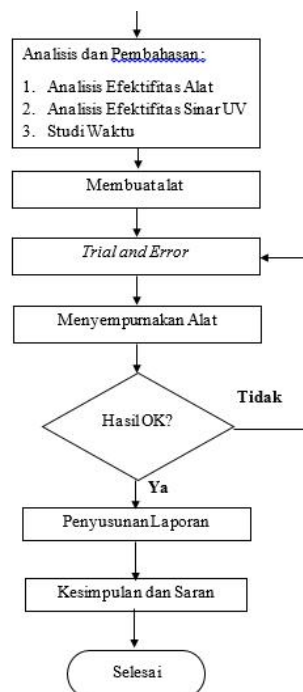 Analisis dan Pembahasan:
1. Analisis Efektifitas Alat
2. Analisis Efektifitas Sinar UV
3. Studi Waktu
Membuat alat
Trial and Error
Menyempurnakan Alat
Hasil OK?
Tidak
Ya
Penyusunan Laporan
Kesimpulan dan Saran
Selesai